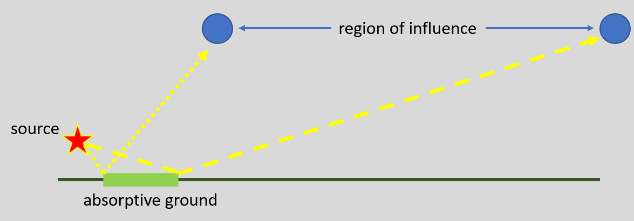 region of influence
source
absorptive ground